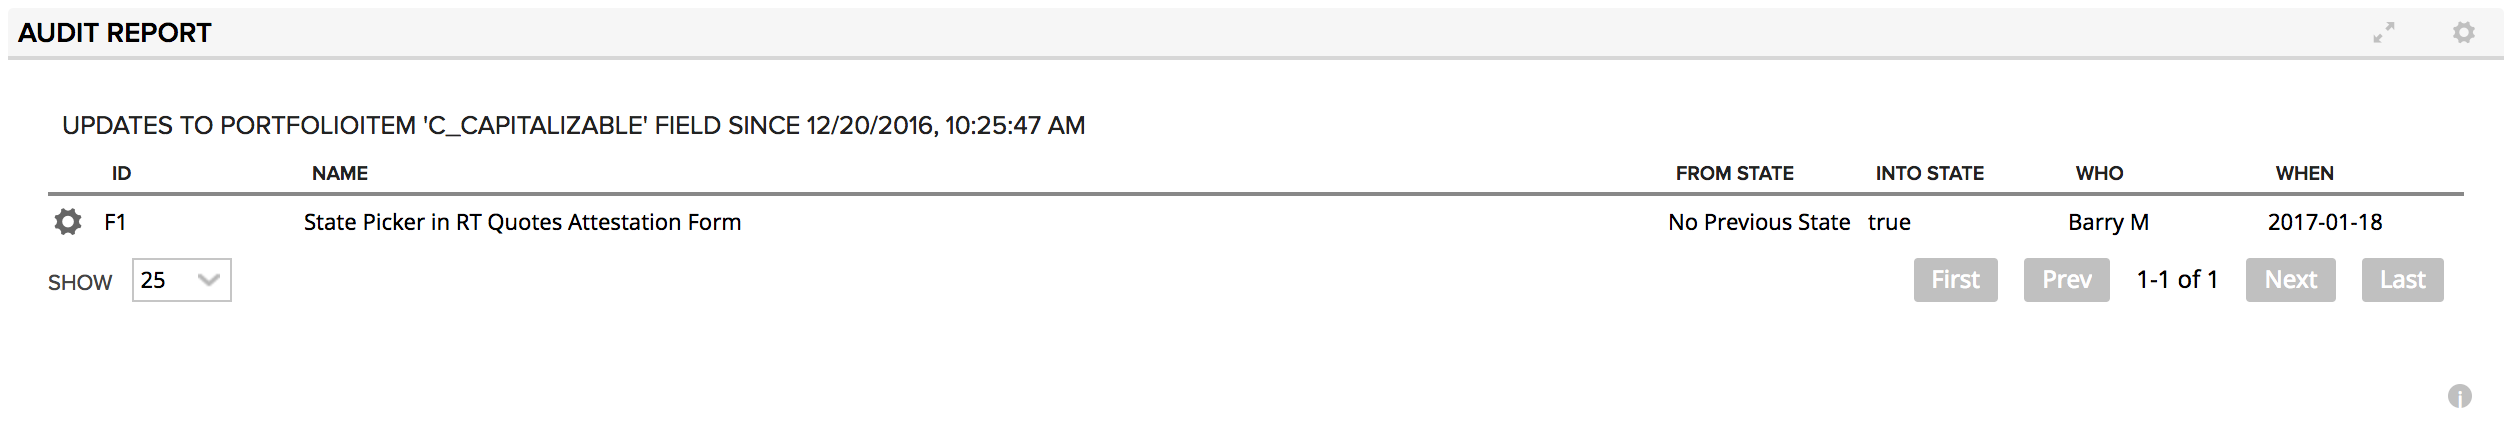 AUDIT REPORT
UPDATES TO PORTFOLIOITEM 'C_CAPITALIZABLE' FIELD SINCE 12/20/2016, 10:25:47 AM
ID NAME FROM STATE INTO STATE WHO WHEN
F1 State Picker in RT Quotes Attestation Form No Previous State true Barry M 2017-01-18
SHOW 25 First Prev 1-1 of 1 Next Last
i